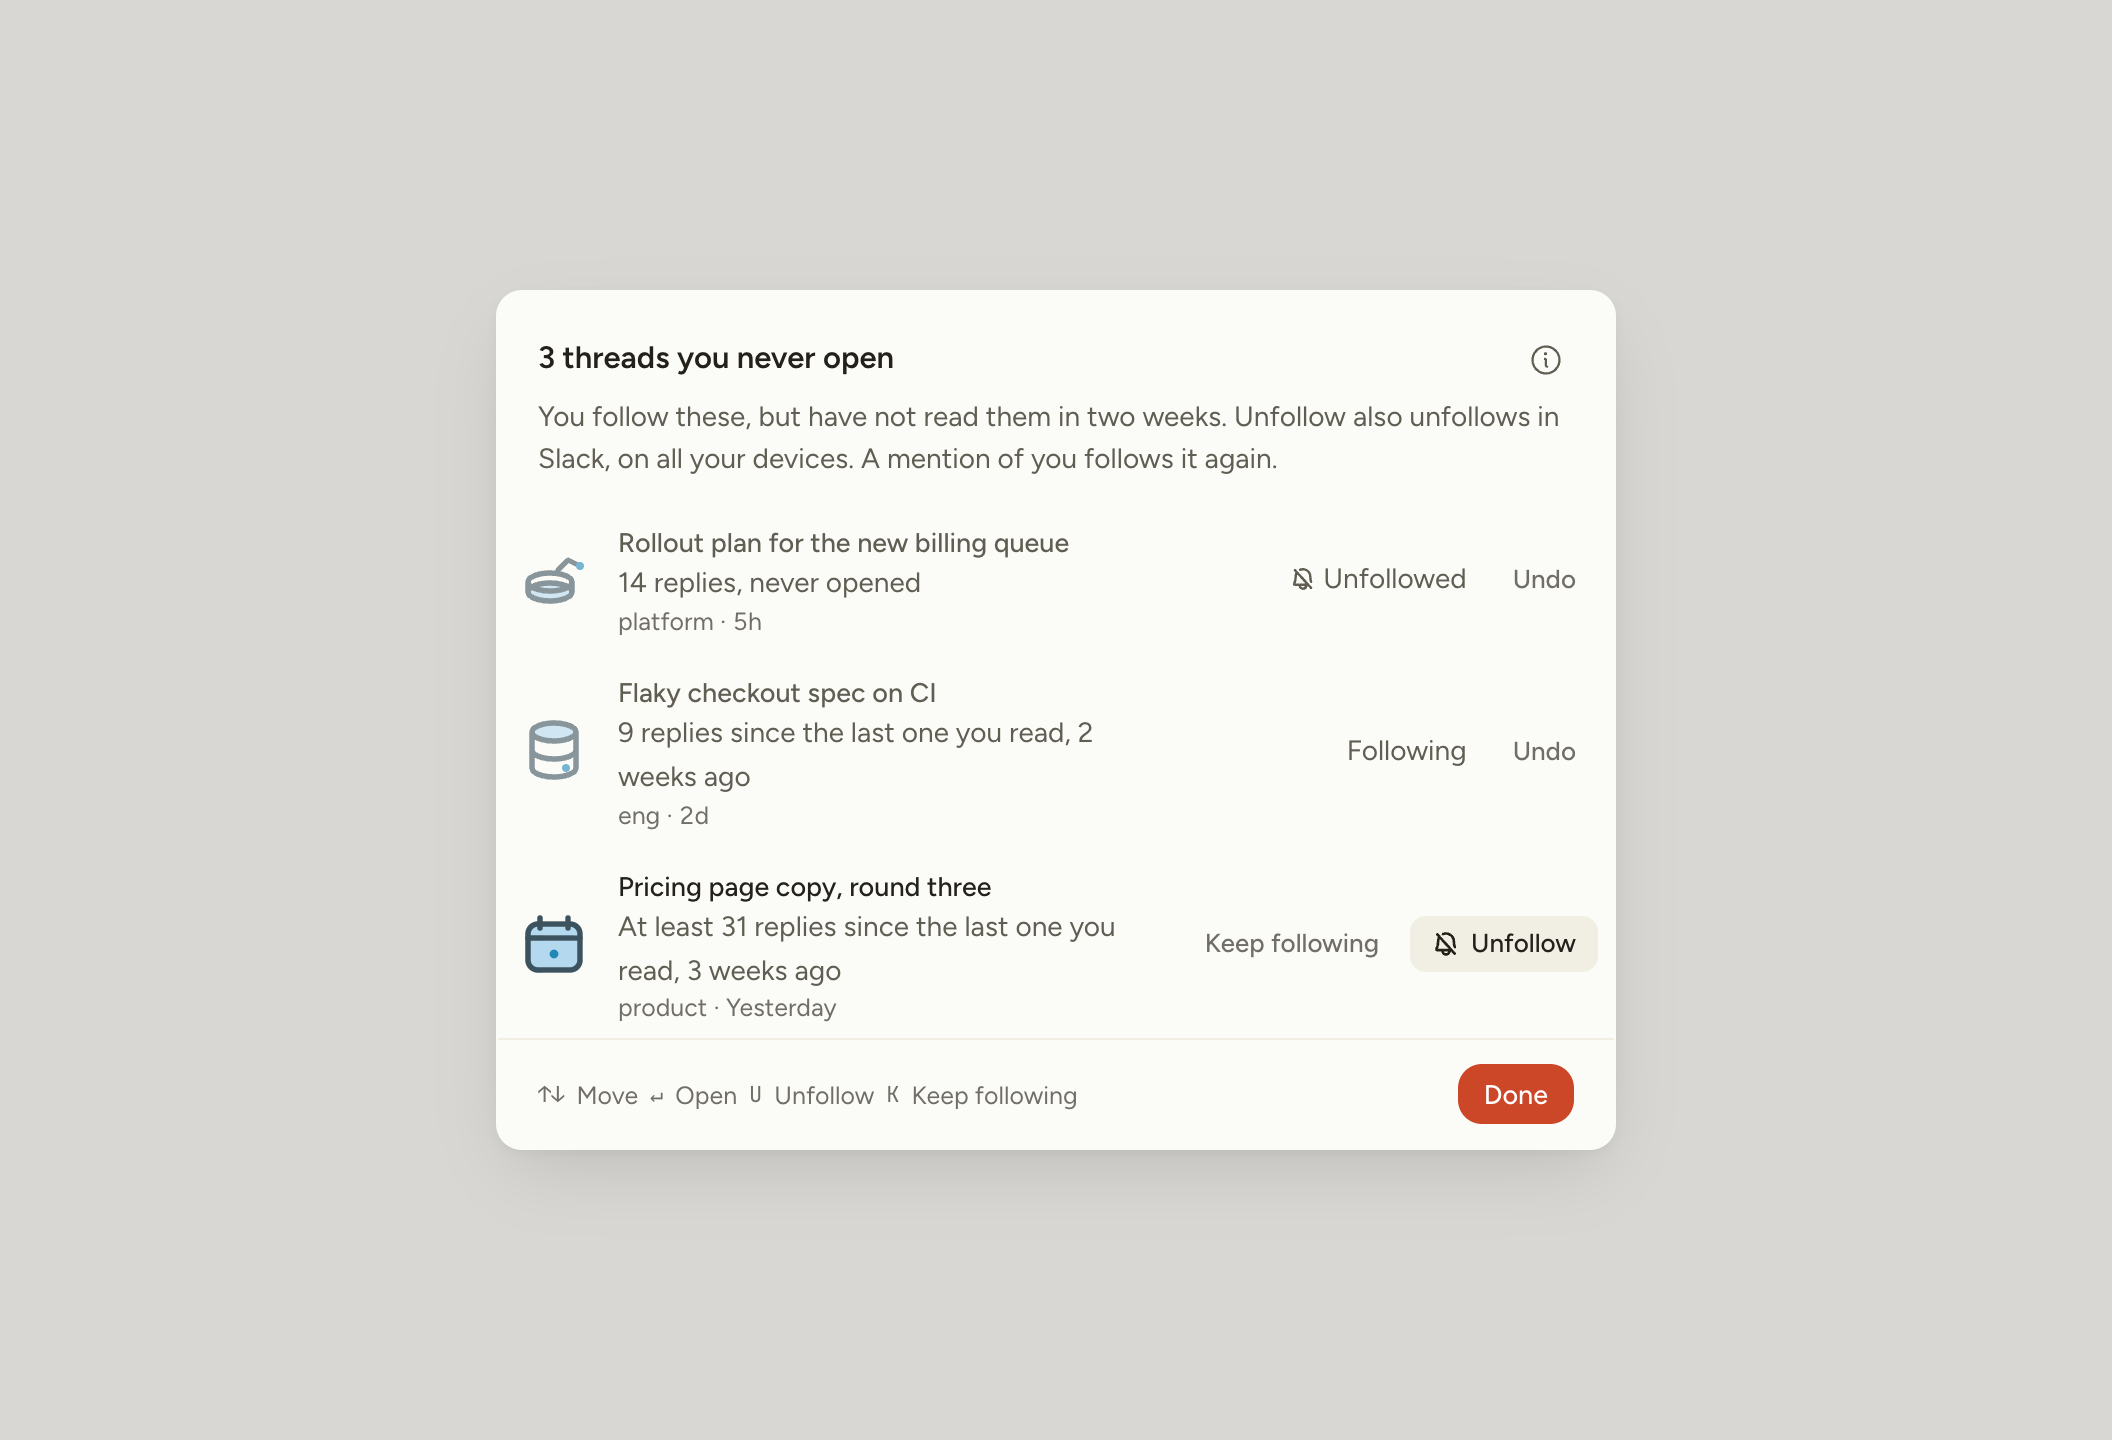 3 threads you never open
You follow these, but have not read them in two weeks. Unfollow also unfollows in
Slack, on all your devices. A mention of you follows it again.
Rollout plan for the new billing queue
14 replies, never opened
platform · 5h
Unfollowed Undo
Flaky checkout spec on CI
9 replies since the last one you read, 2
weeks ago
eng · 2d
Following Undo
Pricing page copy, round three
At least 31 replies since the last one you
read, 3 weeks ago
product · Yesterday
Keep following Unfollow
↑↓ Move ↵ Open U Unfollow K Keep following
Done